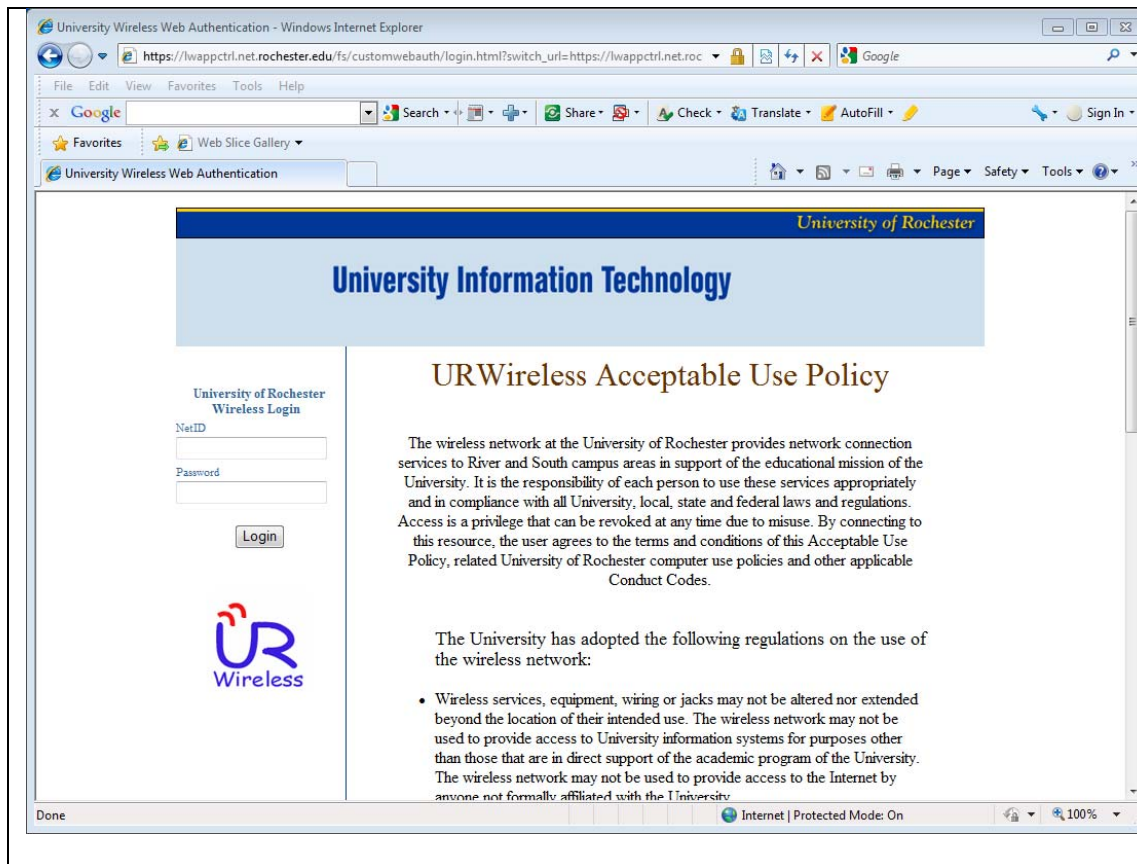 University Wireless Web Authentication - Windows Internet Explorer
https://lwappctrl.net.rochester.edu/fs/customwebauth/login.html?switch_url=https://lwappctrl.net.roc
Google
File Edit View Favorites Tools Help
x Google Search Share Check Translate AutoFill Sign In
Favorites Web Slice Gallery
University Wireless Web Authentication Page Safety Tools
University of Rochester
University Information Technology
University of Rochester
Wireless Login
NetID
Password
Login
UR
Wireless
URWireless Acceptable Use Policy
The wireless network at the University of Rochester provides network connection
services to River and South campus areas in support of the educational mission of the
University. It is the responsibility of each person to use these services appropriately
and in compliance with all University, local, state and federal laws and regulations.
Access is a privilege that can be revoked at any time due to misuse. By connecting to
this resource, the user agrees to the terms and conditions of this Acceptable Use
Policy, related University of Rochester computer use policies and other applicable
Conduct Codes.
The University has adopted the following regulations on the use of
the wireless network:
• Wireless services, equipment, wiring or jacks may not be altered nor extended
beyond the location of their intended use. The wireless network may not be
used to provide access to University information systems for purposes other
than those that are in direct support of the academic program of the University.
The wireless network may not be used to provide access to the Internet by
anyone not formally affiliated with the University.
Done Internet | Protected Mode: On 100%